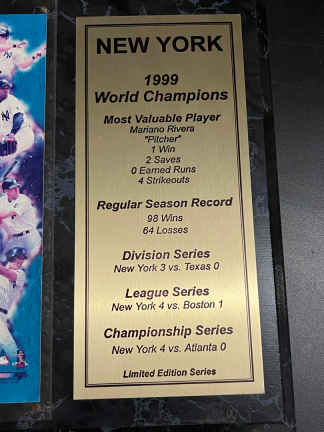 NEW YORK
1999
World Champions
Most Valuable Player
Mariano Rivera
"Pitcher"
1 Win
2 Saves
0 Earned Runs
4 Strikeouts
Regular Season Record
98 Wins
64 Losses
Division Series
New York 3 vs. Texas 0
League Series
New York 4 vs. Boston 1
Championship Series
New York 4 vs. Atlanta 0
Limited Edition Series